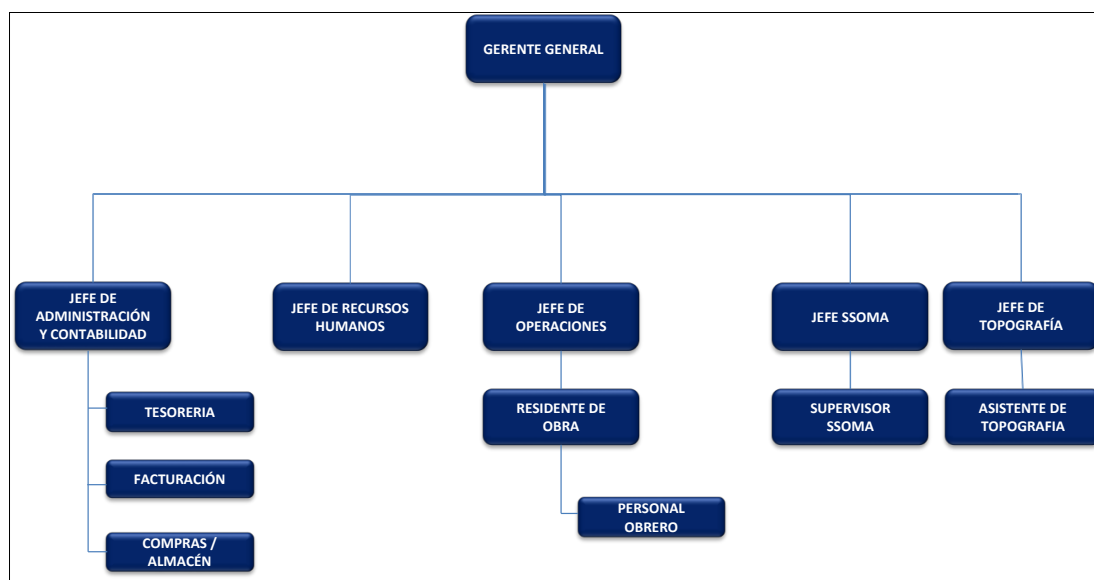 GERENTE GENERAL
JEFE DE
ADMINISTRACIÓN
Y CONTABILIDAD
JEFE DE RECURSOS
HUMANOS
JEFE DE
OPERACIONES
JEFE SSOMA
JEFE DE
TOPOGRAFÍA
TESORERIA
FACTURACIÓN
COMPRAS /
ALMACÉN
RESIDENTE DE
OBRA
PERSONAL
OBRERO
SUPERVISOR
SSOMA
ASISTENTE DE
TOPOGRAFIA